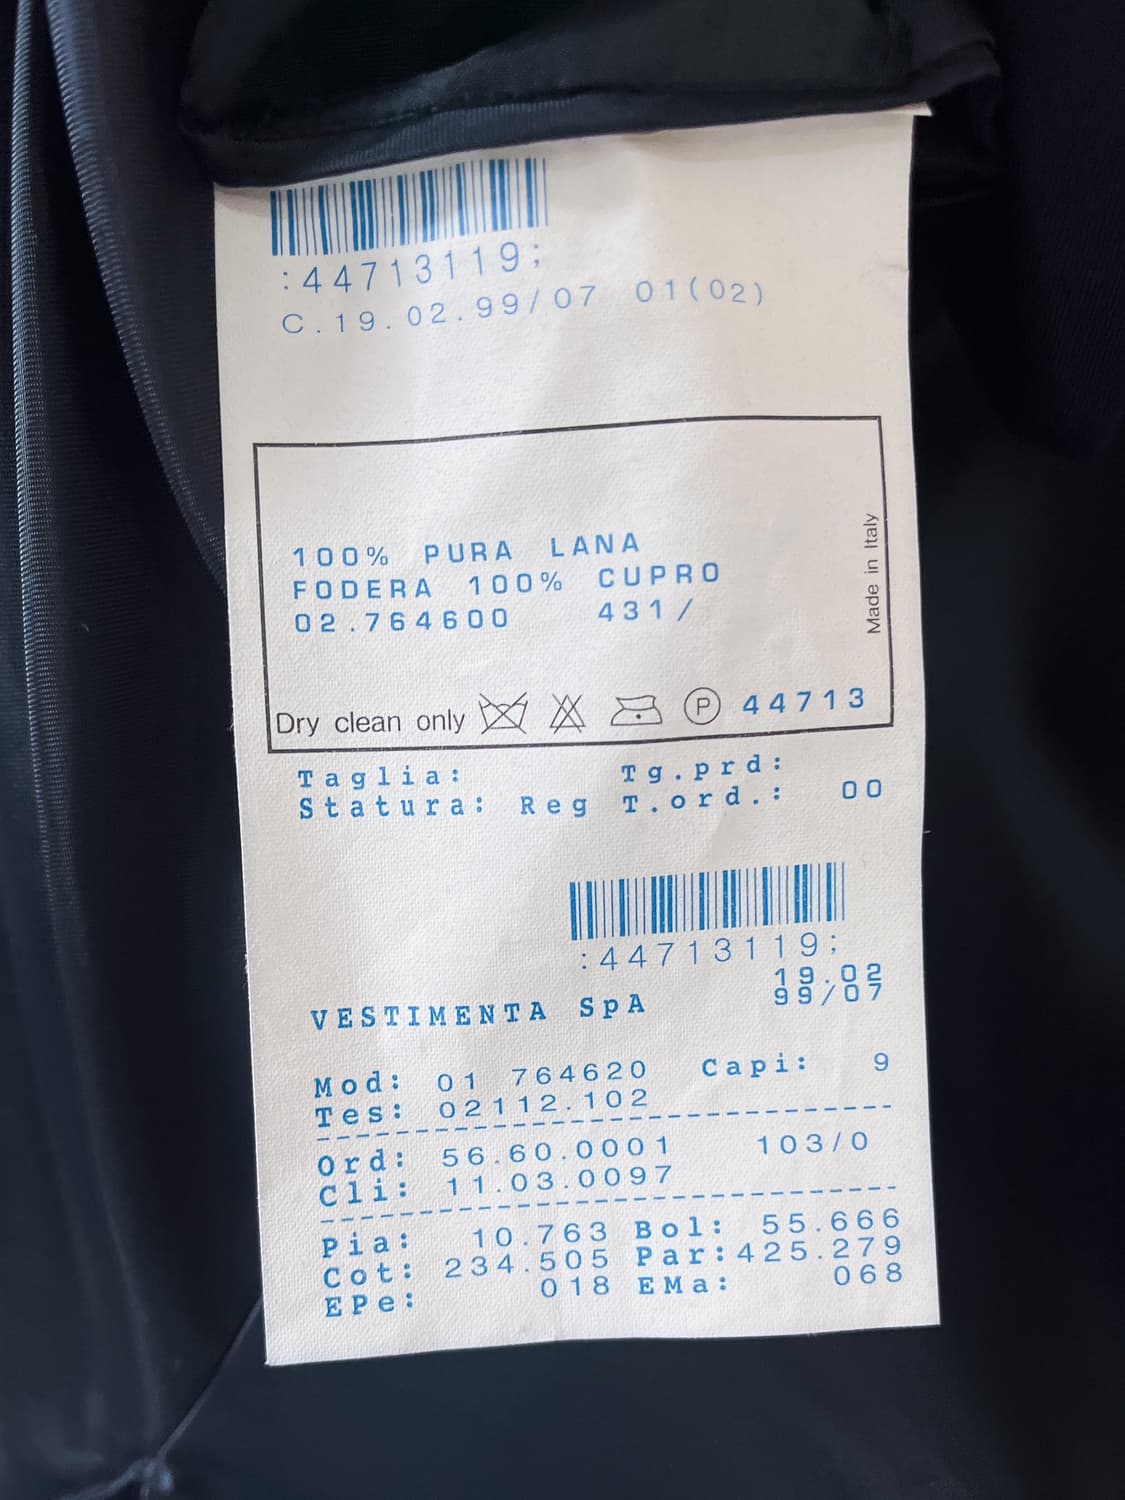 :44713119;
C.19.02.99/07 01(02)
100% PURA LANA
FODERA 100% CUPRO
02.764600 431/
Made in Italy
Dry clean only P 44713
Taglia: Tg.prd:
Statura: Reg T.ord.: 00
:44713119;
19.02
VESTIMENTA SpA 99/07
Mod: 01 764620 Capi: 9
Tes: 02112.102
Ord: 56.60.0001 103/0
Cli: 11.03.0097
Pia: 10.763 Bol: 55.666
Cot: 234.505 Par: 425.279
EPe: 018 EMa: 068